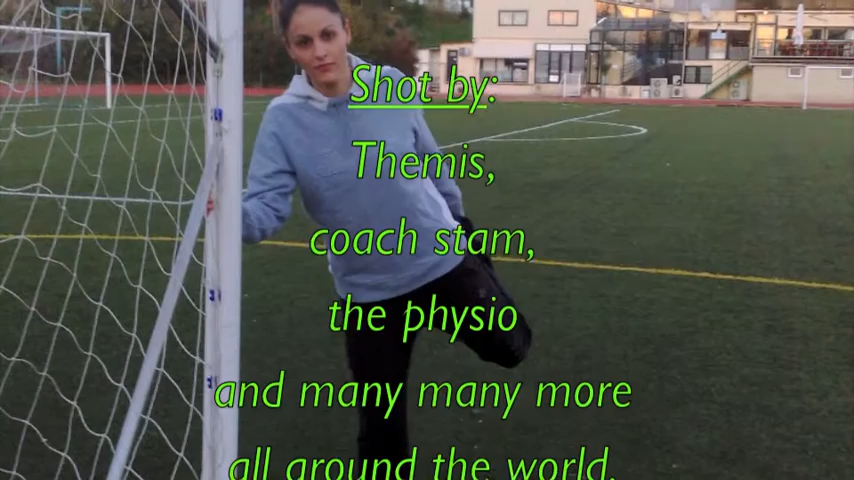 Shot by:
Themis,
coach stam,
the physio
and many many more
all around the world.